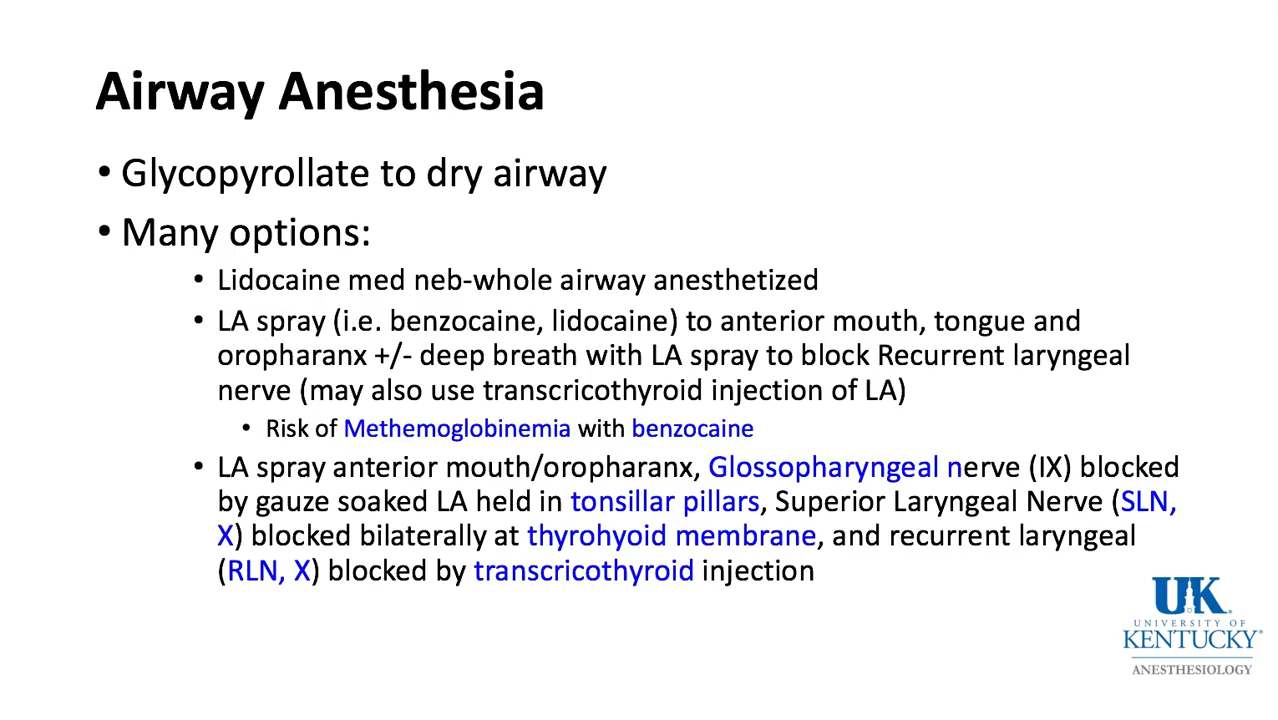 Airway Anesthesia
• Glycopyrollate to dry airway
• Many options:
• Lidocaine med neb-whole airway anesthetized
• LA spray (i.e. benzocaine, lidocaine) to anterior mouth, tongue and
oropharanx +/- deep breath with LA spray to block Recurrent laryngeal
nerve (may also use transcricothyroid injection of LA)
• Risk of Methemoglobinemia with benzocaine
• LA spray anterior mouth/oropharanx, Glossopharyngeal nerve (IX) blocked
by gauze soaked LA held in tonsillar pillars, Superior Laryngeal Nerve (SLN,
X) blocked bilaterally at thyrohyoid membrane, and recurrent laryngeal
(RLN, X) blocked by transcricothyroid injection
UK
UNIVERSITY OF
KENTUCKY®
ANESTHESIOLOGY